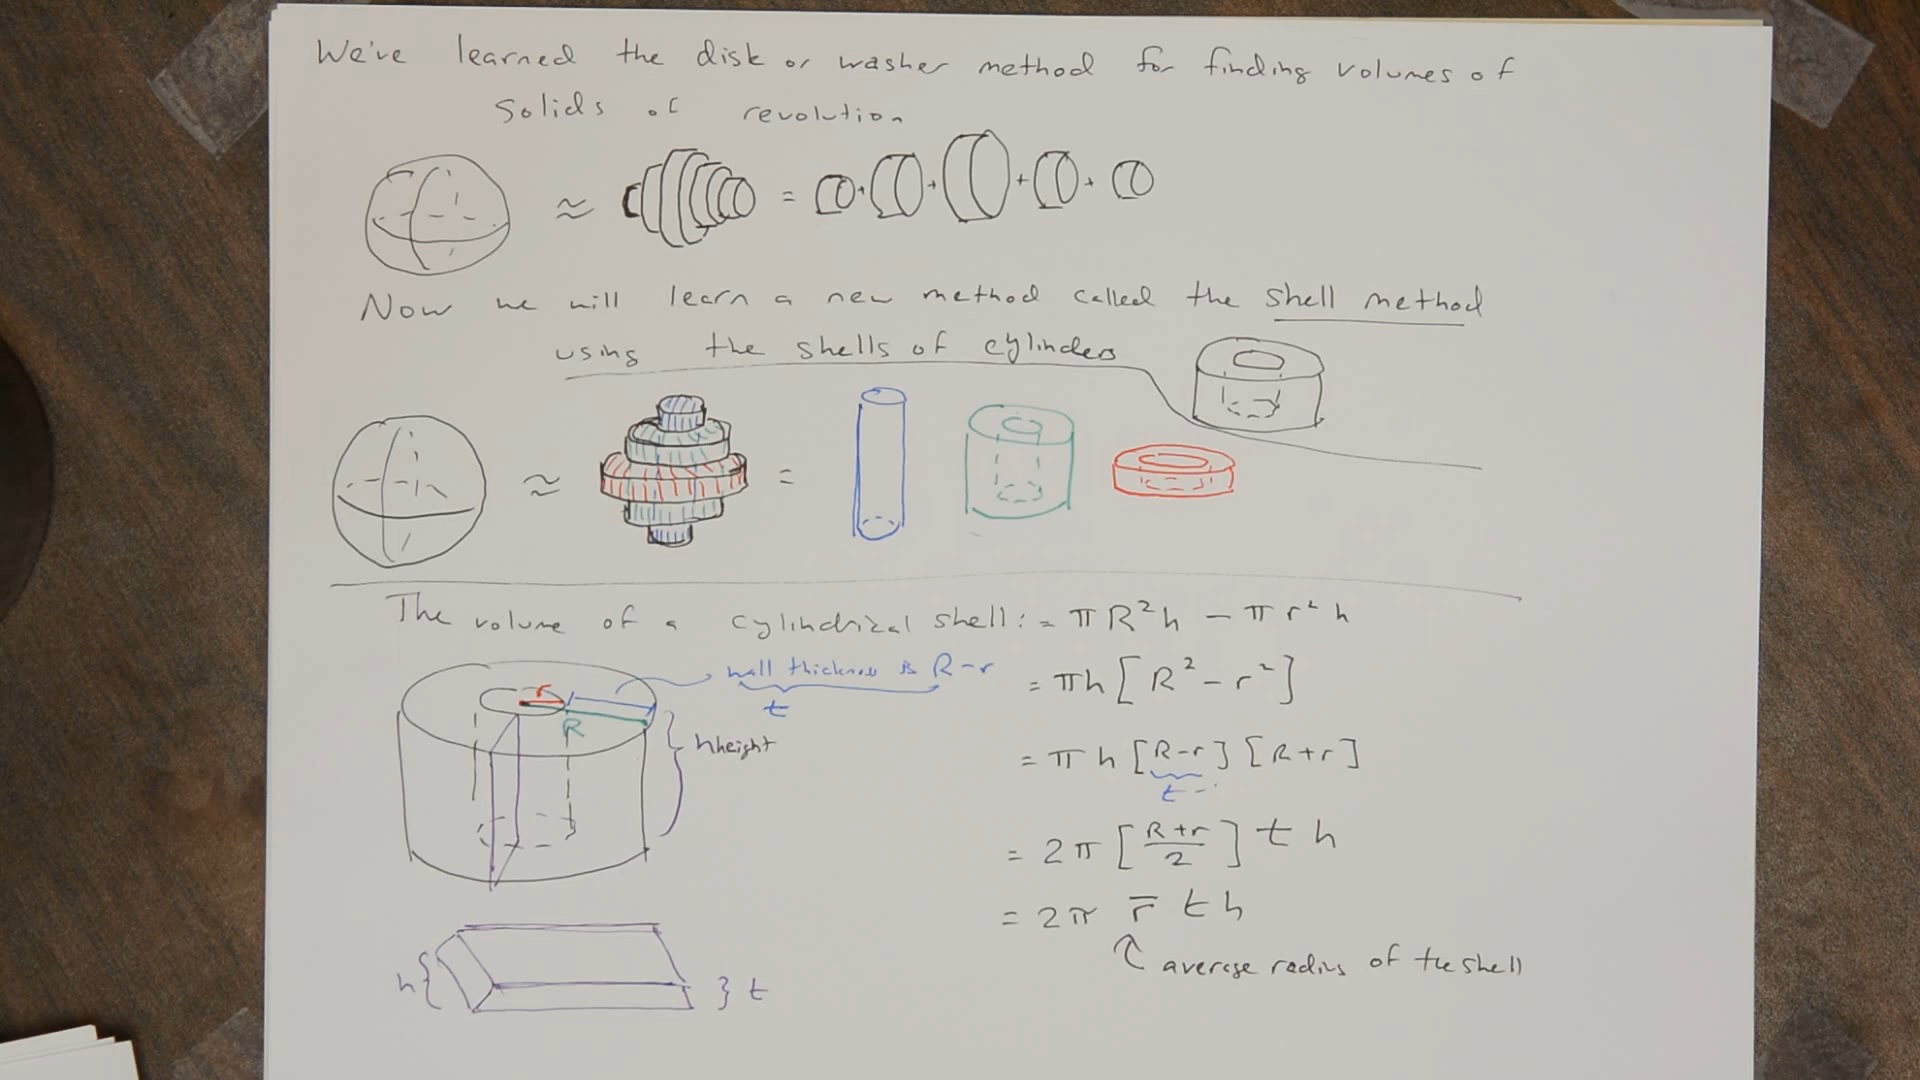 We've learned the disk or washer method for finding volumes of
solids of revolution
≈ = + + + +
Now we will learn a new method called the shell method
using the shells of cylinders
≈ =
The volume of a cylindrical shell: = πR²h − πr²h
wall thickness is R−r
t
= πh[R²−r²]
r
R
h height
= πh[R−r][R+r]
t
= 2π[(R+r)/2] t h
= 2π r̄ t h
average radius of the shell
h{ } t